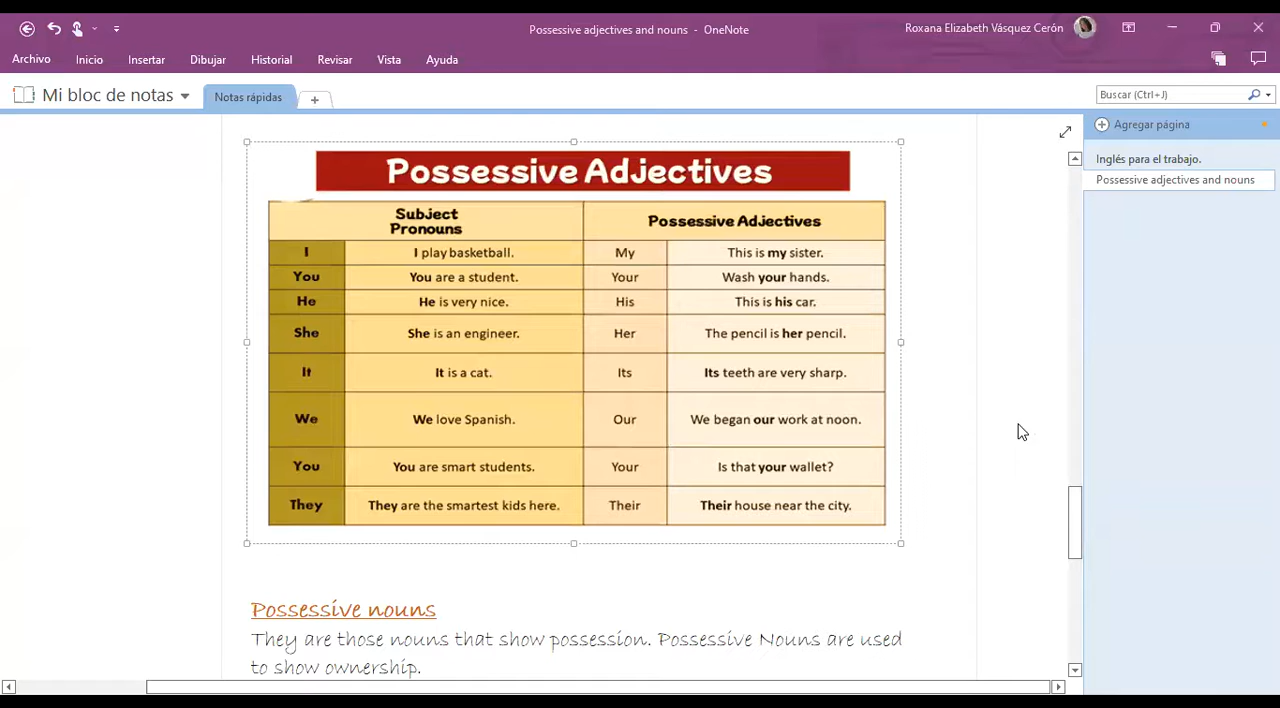 Possessive adjectives and nouns - OneNote
Roxana Elizabeth Vásquez Cerón
Archivo Inicio Insertar Dibujar Historial Revisar Vista Ayuda
Mi bloc de notas Notas rápidas
Buscar (Ctrl+J)
Agregar página
Inglés para el trabajo.
Possessive adjectives and nouns
Possessive Adjectives
Subject
Pronouns
Possessive Adjectives
I I play basketball. My This is my sister.
You You are a student. Your Wash your hands.
He He is very nice. His This is his car.
She She is an engineer. Her The pencil is her pencil.
It It is a cat. Its Its teeth are very sharp.
We We love Spanish. Our We began our work at noon.
You You are smart students. Your Is that your wallet?
They They are the smartest kids here. Their Their house near the city.
Possessive nouns
They are those nouns that show possession. Possessive Nouns are used
to show ownership.